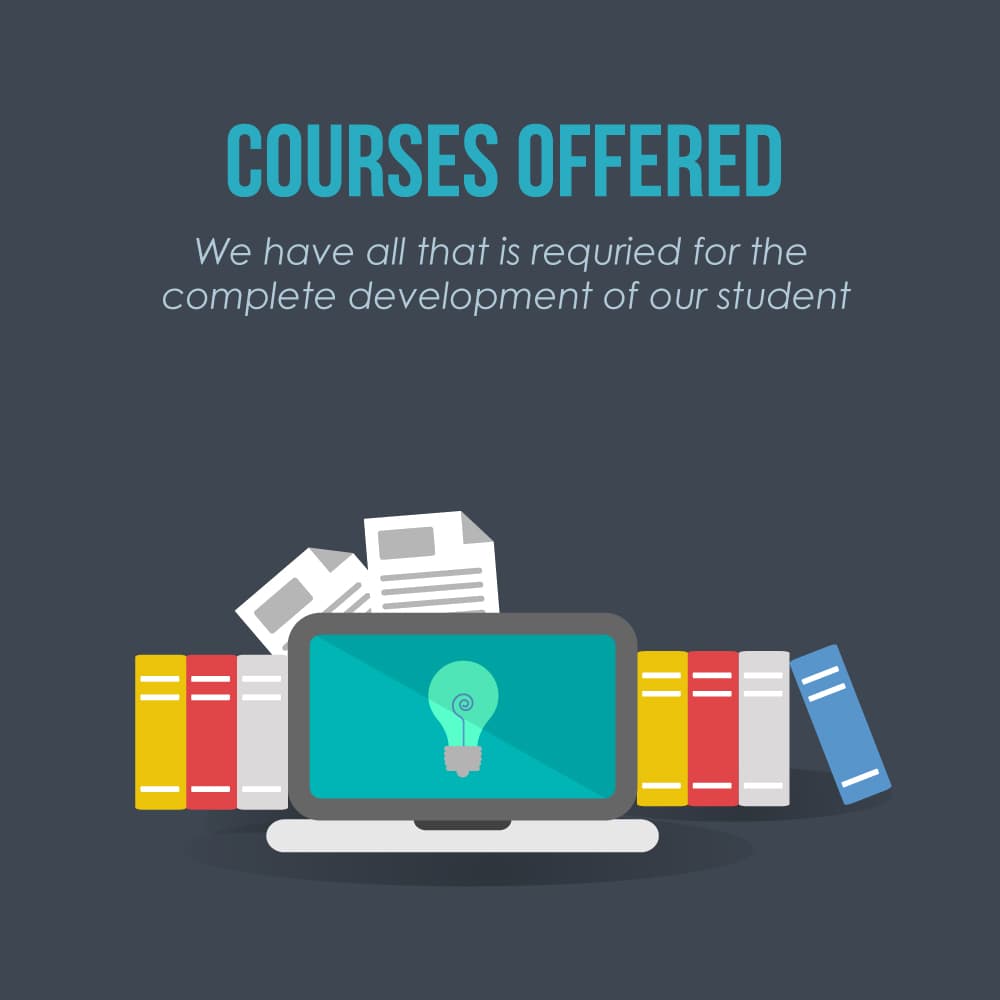 COURSES OFFERED
We have all that is requried for the
complete development of our student